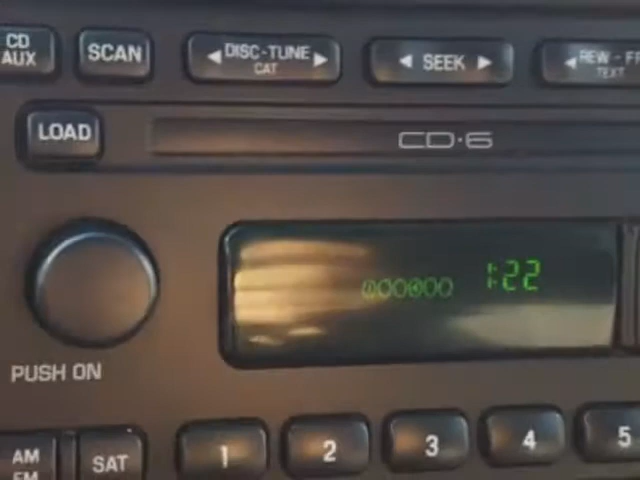 CD AUX
SCAN
DISC-TUNE
CAT
SEEK
REW - FF
TEXT
LOAD
CD·6
1:22
PUSH ON
AM FM
SAT
1
2
3
4
5